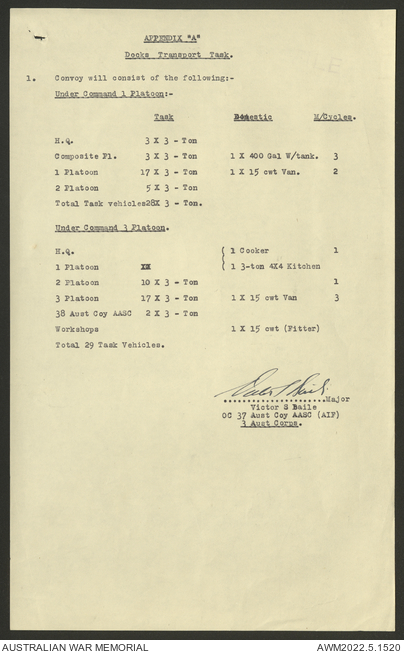 APPENDIX "A"
Docks Transport Task.
1. Convoy will consist of the following:-
Under Command 1 Platoon:-
Task Domestic M/Cycles.
H.Q. 3 X 3 - Ton
Composite Pl. 3 X 3 - Ton 1 X 400 Gal W/tank. 3
1 Platoon 17 X 3 - Ton 1 X 15 cwt Van. 2
2 Platoon 5 X 3 - Ton
Total Task vehicles 28X 3 - Ton.
Under Command 3 Platoon.
H.Q. ( 1 Cooker 1
1 Platoon ( 1 3-ton 4X4 Kitchen
2 Platoon 10 X 3 - Ton 1
3 Platoon 17 X 3 - Ton 1 X 15 cwt Van 3
38 Aust Coy AASC 2 X 3 - Ton
Workshops 1 X 15 cwt (Fitter)
Total 29 Task Vehicles.
Major
Victor S Baile
OC 37 Aust Coy AASC (AIF)
3 Aust Corps.
AUSTRALIAN WAR MEMORIAL AWM2022.5.1520